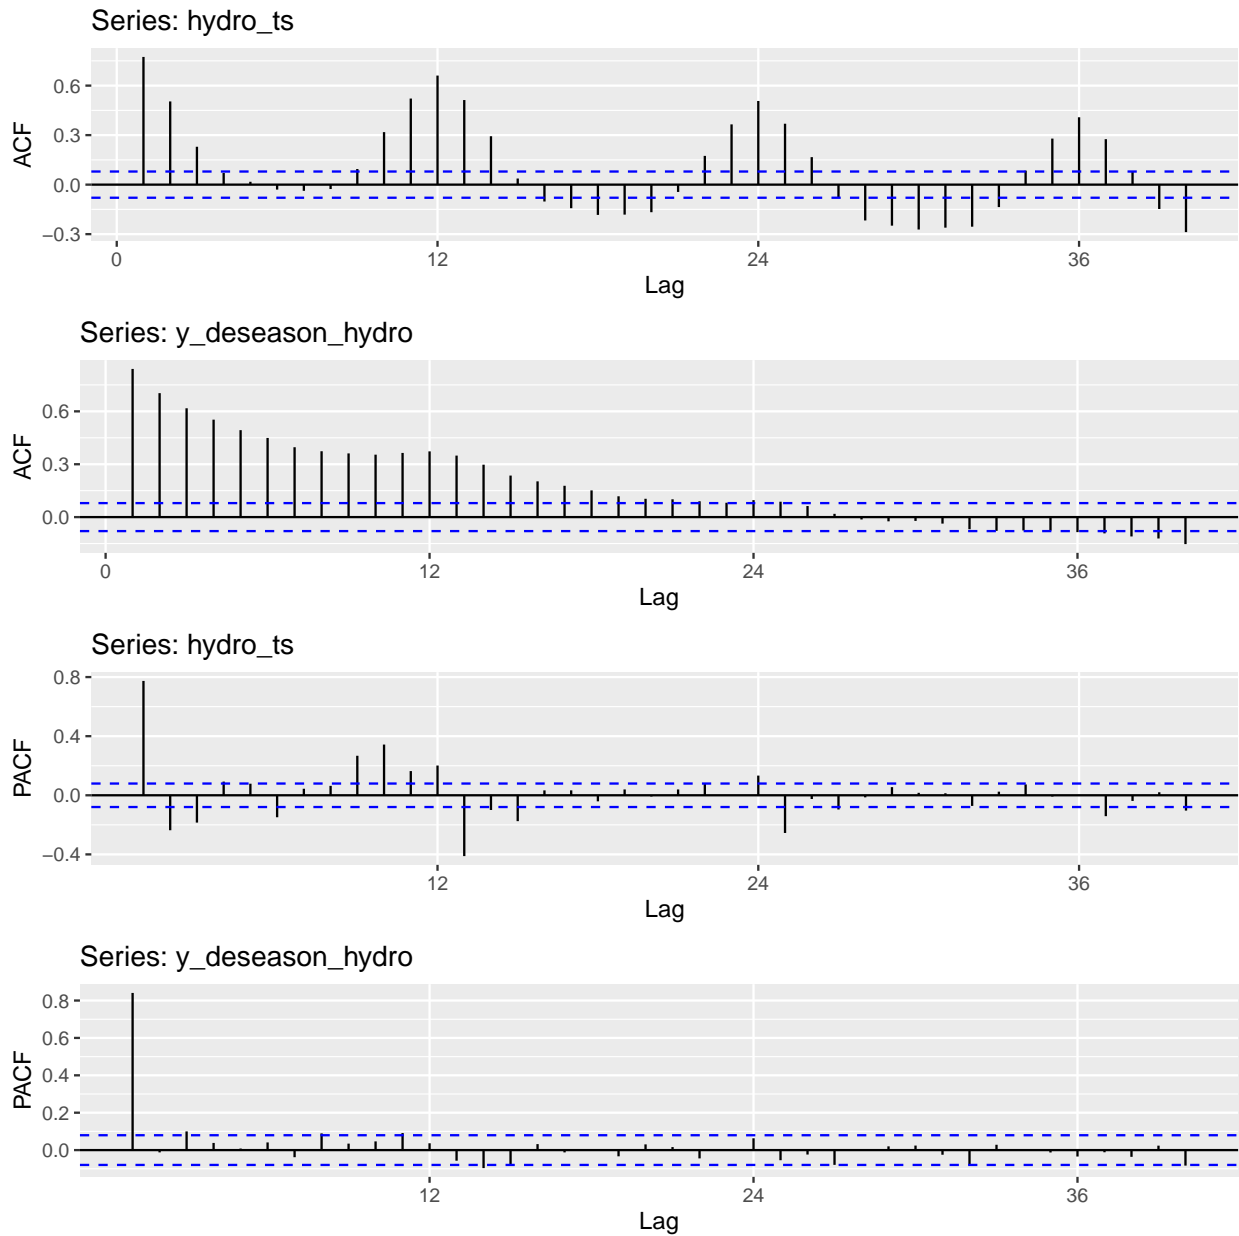 Series: hydro_ts
ACF
0.6
0.3
0.0
−0.3
0 12 24 36
Lag
Series: y_deseason_hydro
ACF
0.6
0.3
0.0
0 12 24 36
Lag
Series: hydro_ts
PACF
0.8
0.4
0.0
−0.4
12 24 36
Lag
Series: y_deseason_hydro
PACF
0.8
0.6
0.4
0.2
0.0
12 24 36
Lag